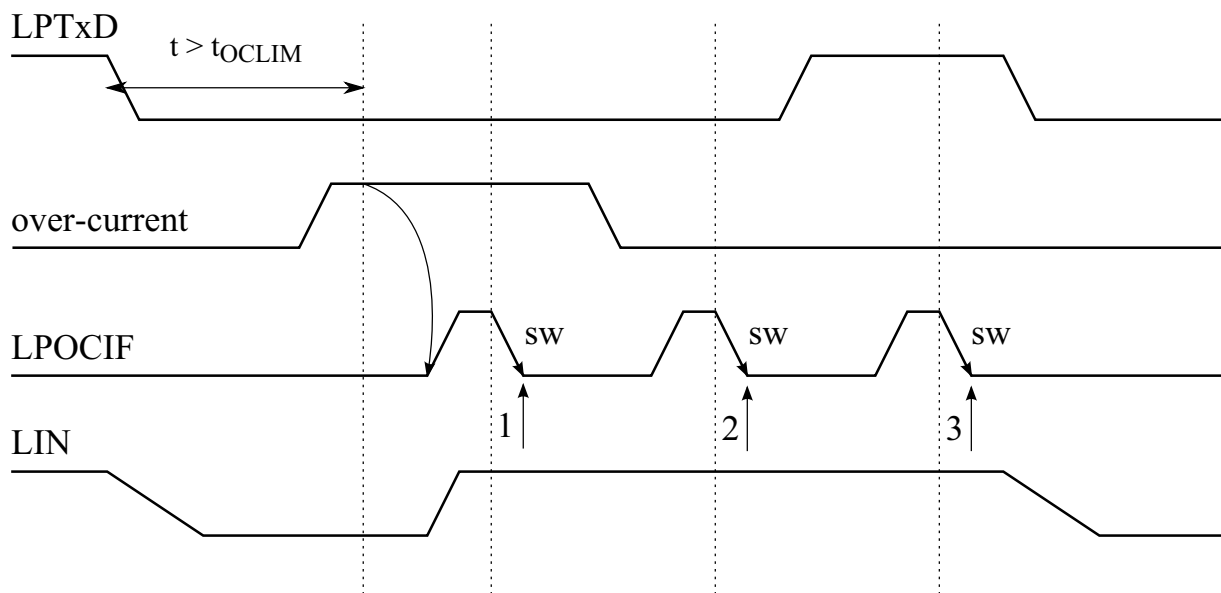 LPTxD
t > tOCLIM
over-current
LPOCIF
sw
sw
sw
1
2
3
LIN